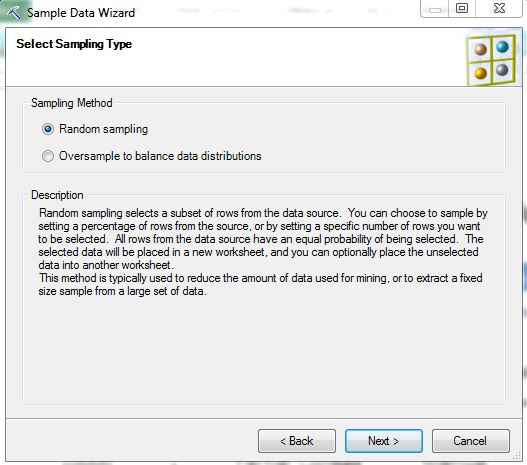 Sample Data Wizard
Select Sampling Type
Sampling Method
Random sampling
Oversample to balance data distributions
Description
Random sampling selects a subset of rows from the data source.  You can choose to sample by
setting a percentage of rows from the source, or by setting a specific number of rows you want
to be selected.  All rows from the data source have an equal probability of being selected.  The
selected data will be placed in a new worksheet, and you can optionally place the unselected
data into another worksheet.
This method is typically used to reduce the amount of data used for mining, or to extract a fixed
size sample from a large set of data.
< Back
Next >
Cancel